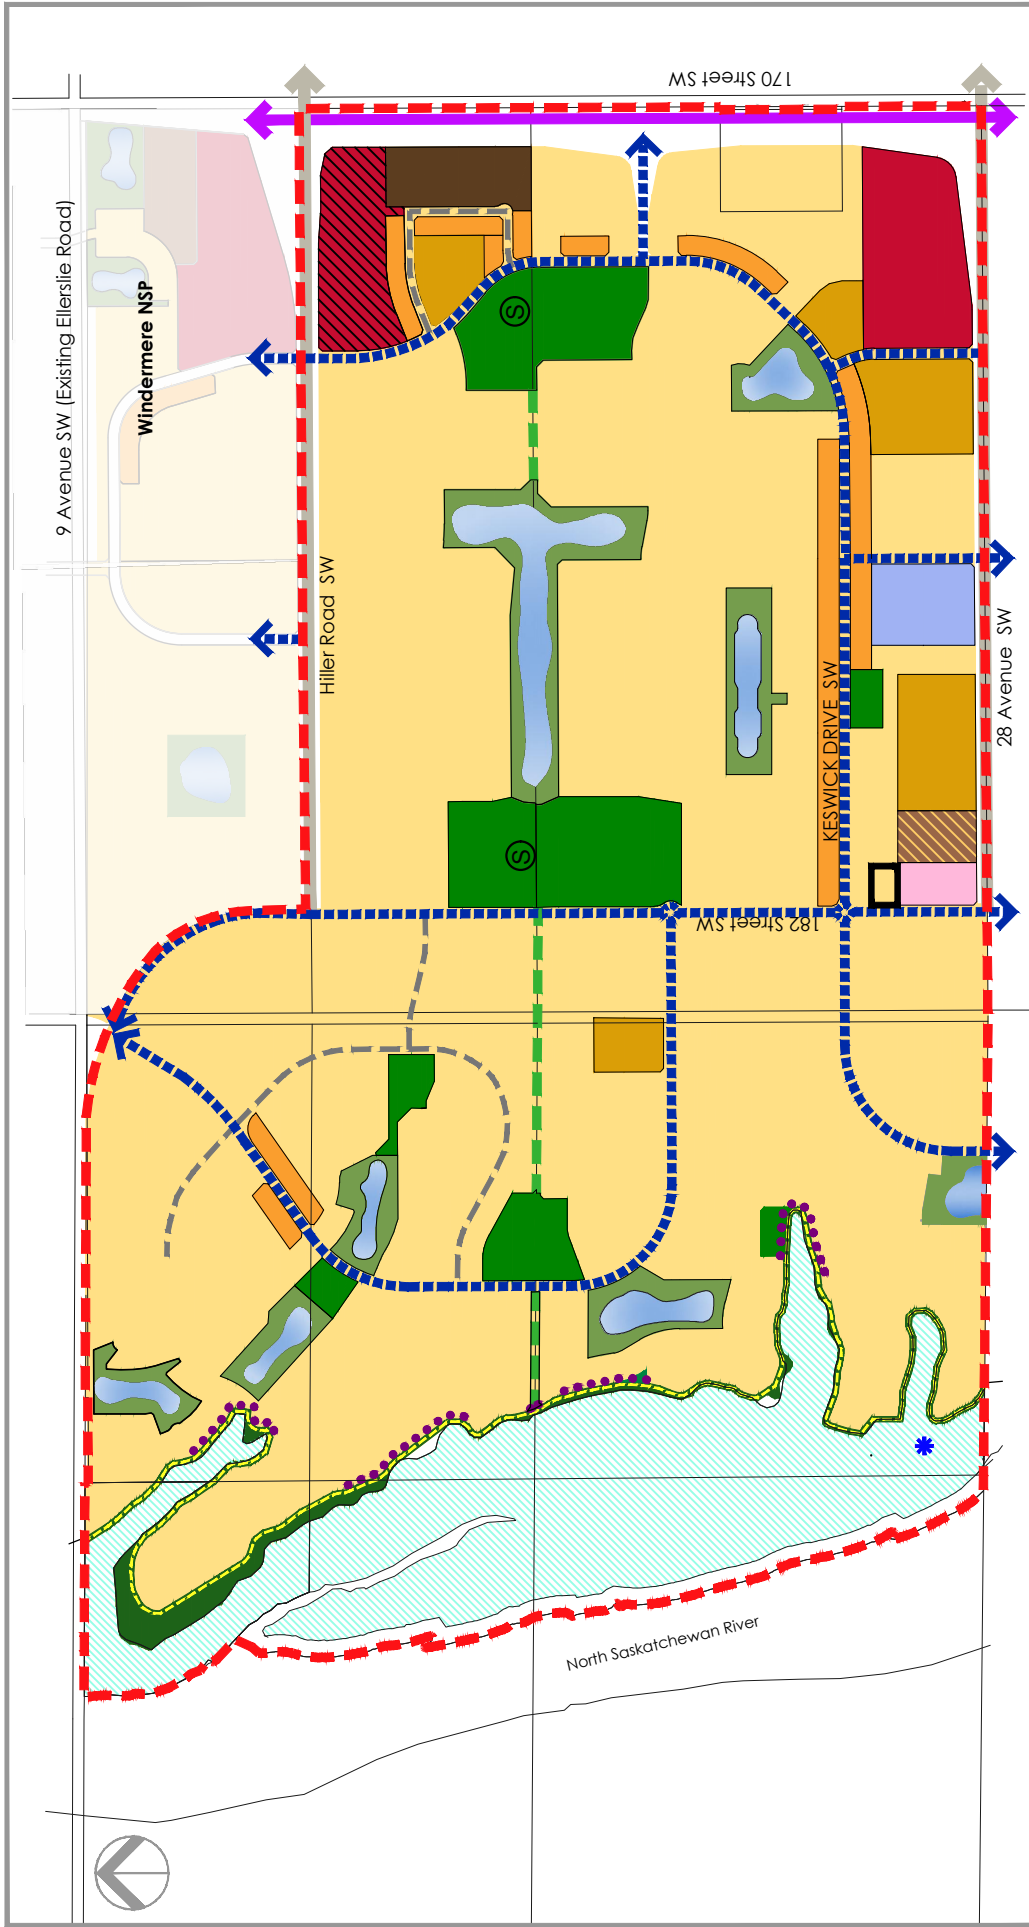 170 Street SW
9 Avenue SW (Existing Ellerslie Road)
Windermere NSP
S
Hiller Road SW
KESWICK DRIVE SW
28 Avenue SW
S
182 Street SW
North Saskatchewan River